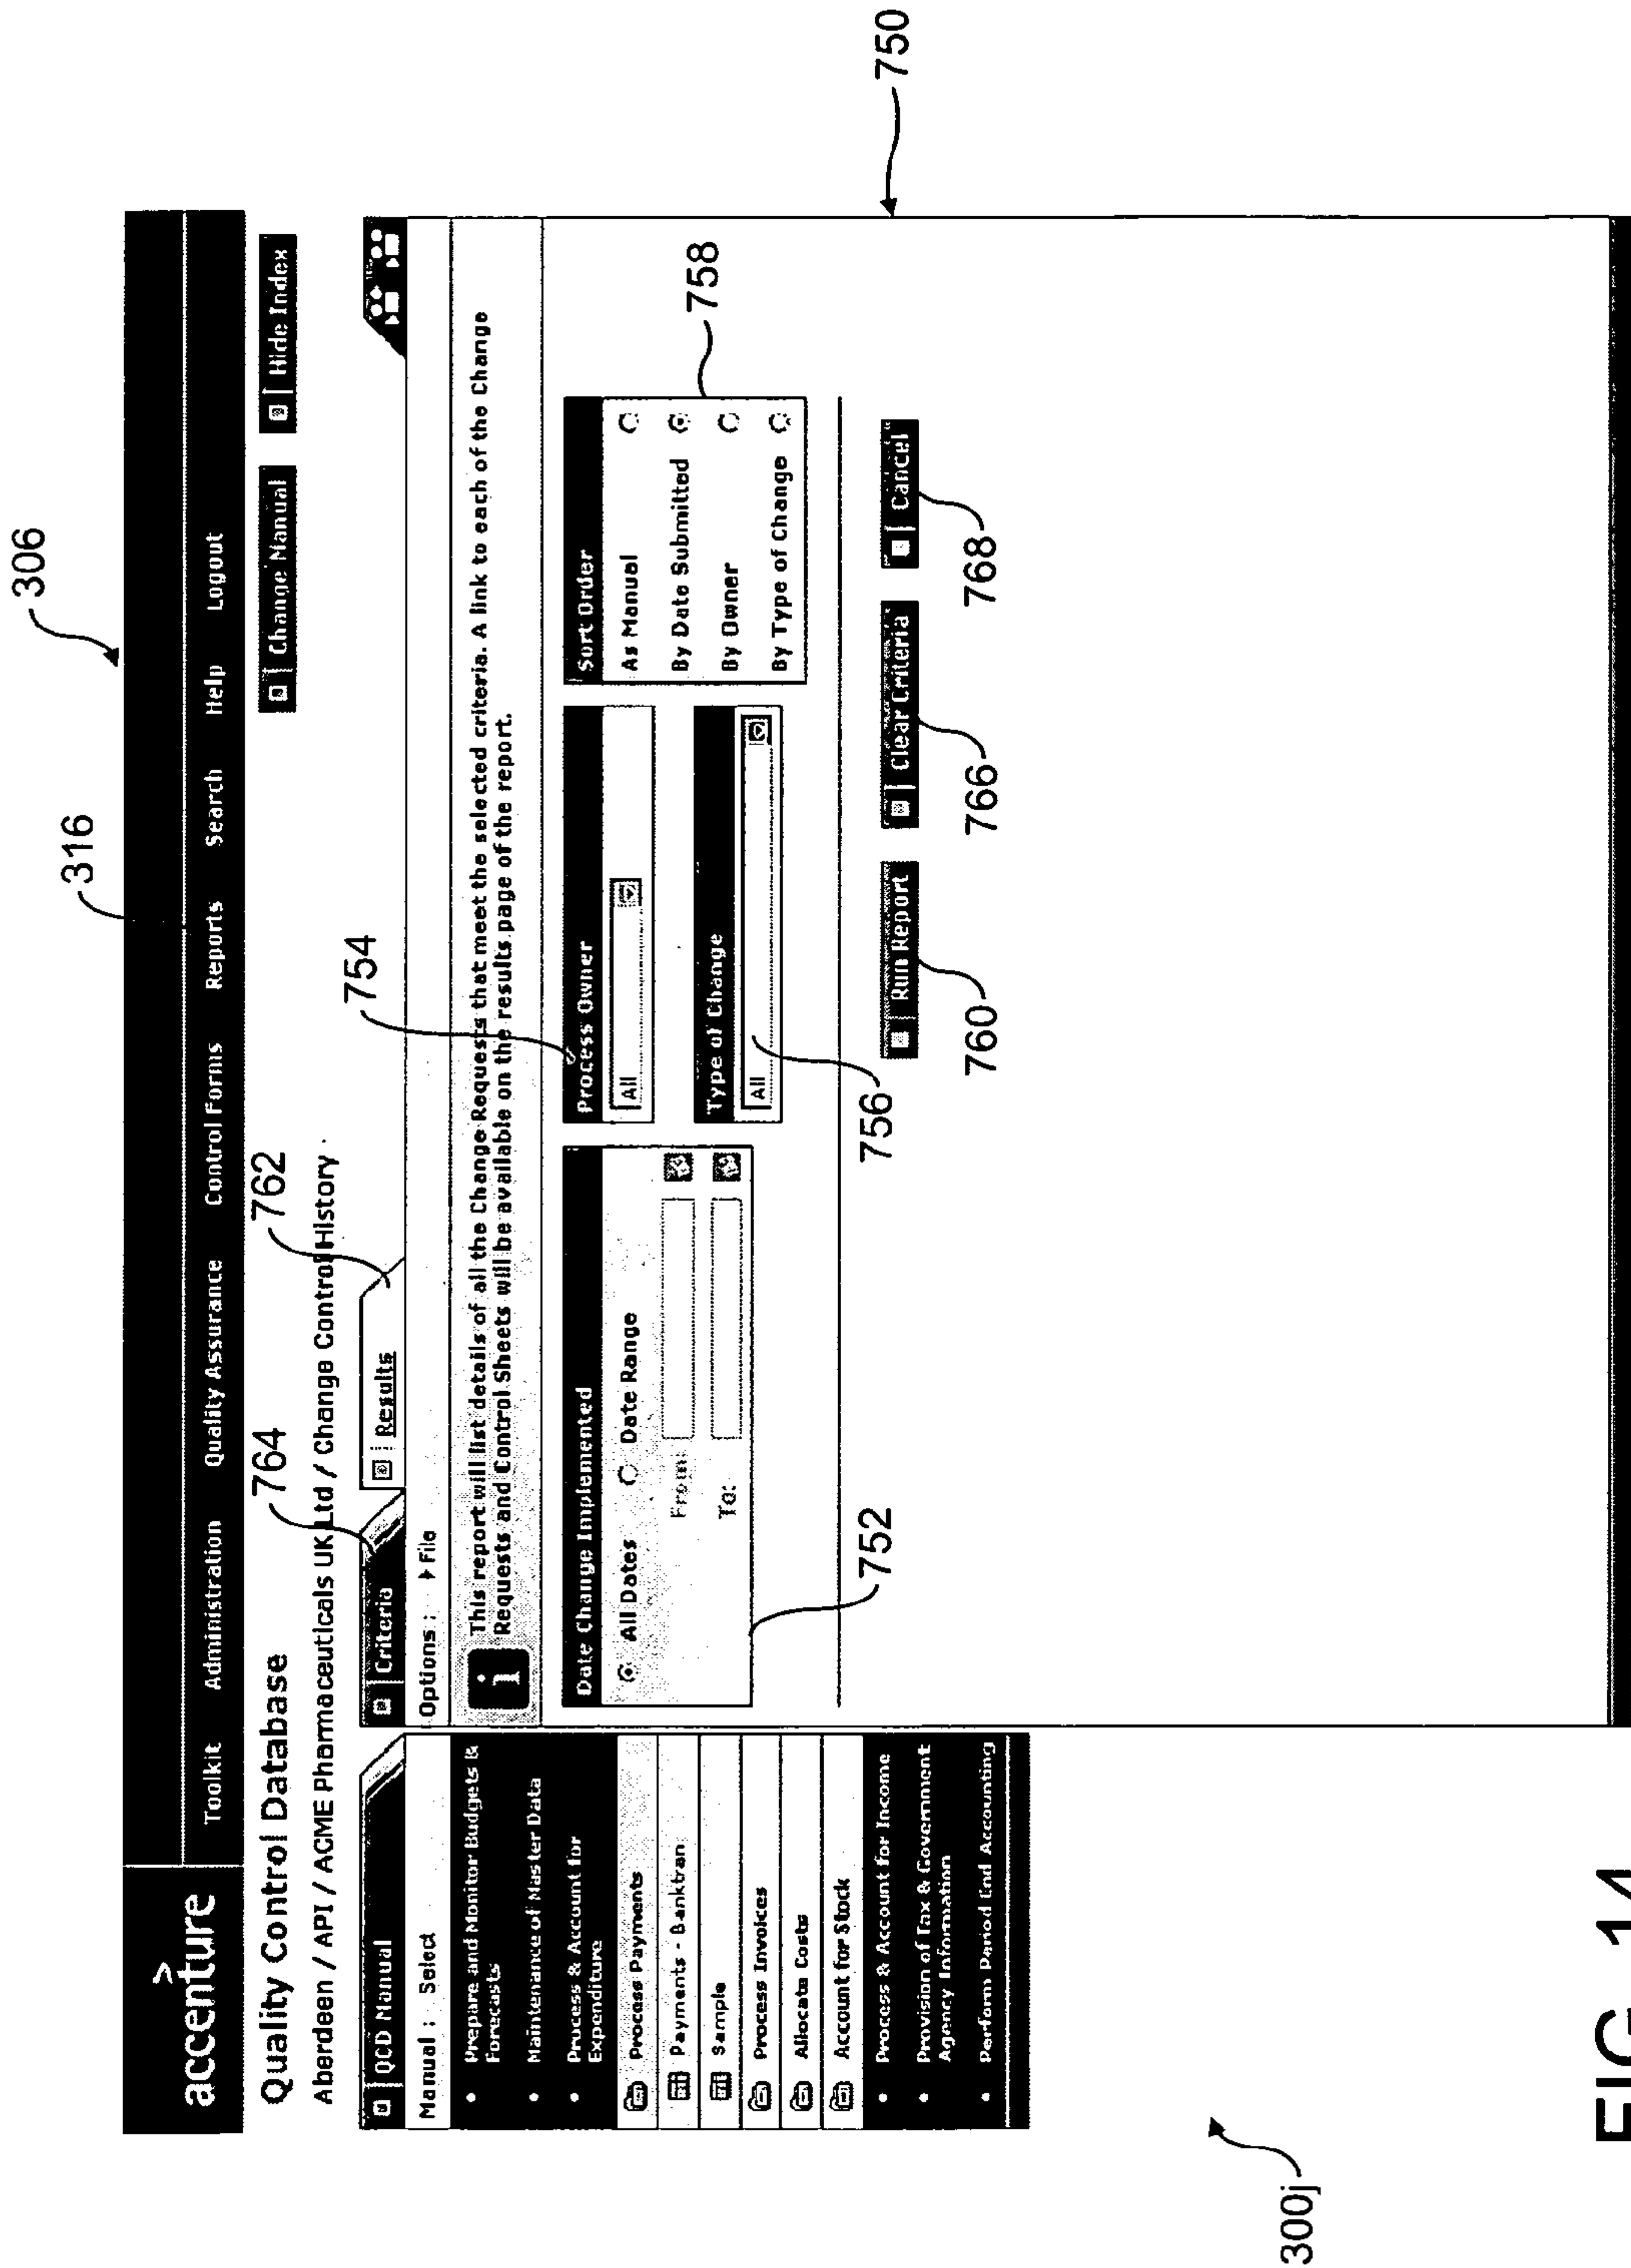 306
316
accenture
Toolkit Administration Quality Assurance Control Forms Reports Search Help Logout
Quality Control Database
Change Manual Hide Index
Aberdeen / API / ACME Pharmaceuticals UK Ltd / Change Control History
764
762
754
QCD Manual
Manual : Select
Prepare and Monitor Budgets &
Forecasts
Maintenance of Master Data
Process & Account for
Expenditure
Process Payments
Payments - Banktran
Sample
Process Invoices
Allocate Costs
Account for Stock
Process & Account for Income
Provision of Tax & Government
Agency Information
Perform Period End Accounting
Criteria Results
Options : File
i
This report will list details of all the Change Requests that meet the selected criteria. A link to each of the Change
Requests and Control Sheets will be available on the results page of the report.
Date Change Implemented
All Dates Date Range
From:
To:
752
Process Owner
All
Type of Change
All
756
Sort Order
As Manual
By Date Submitted
By Owner
By Type of Change
758
750
Run Report Clear Criteria Cancel
760 766 768
300j
FIG. 14